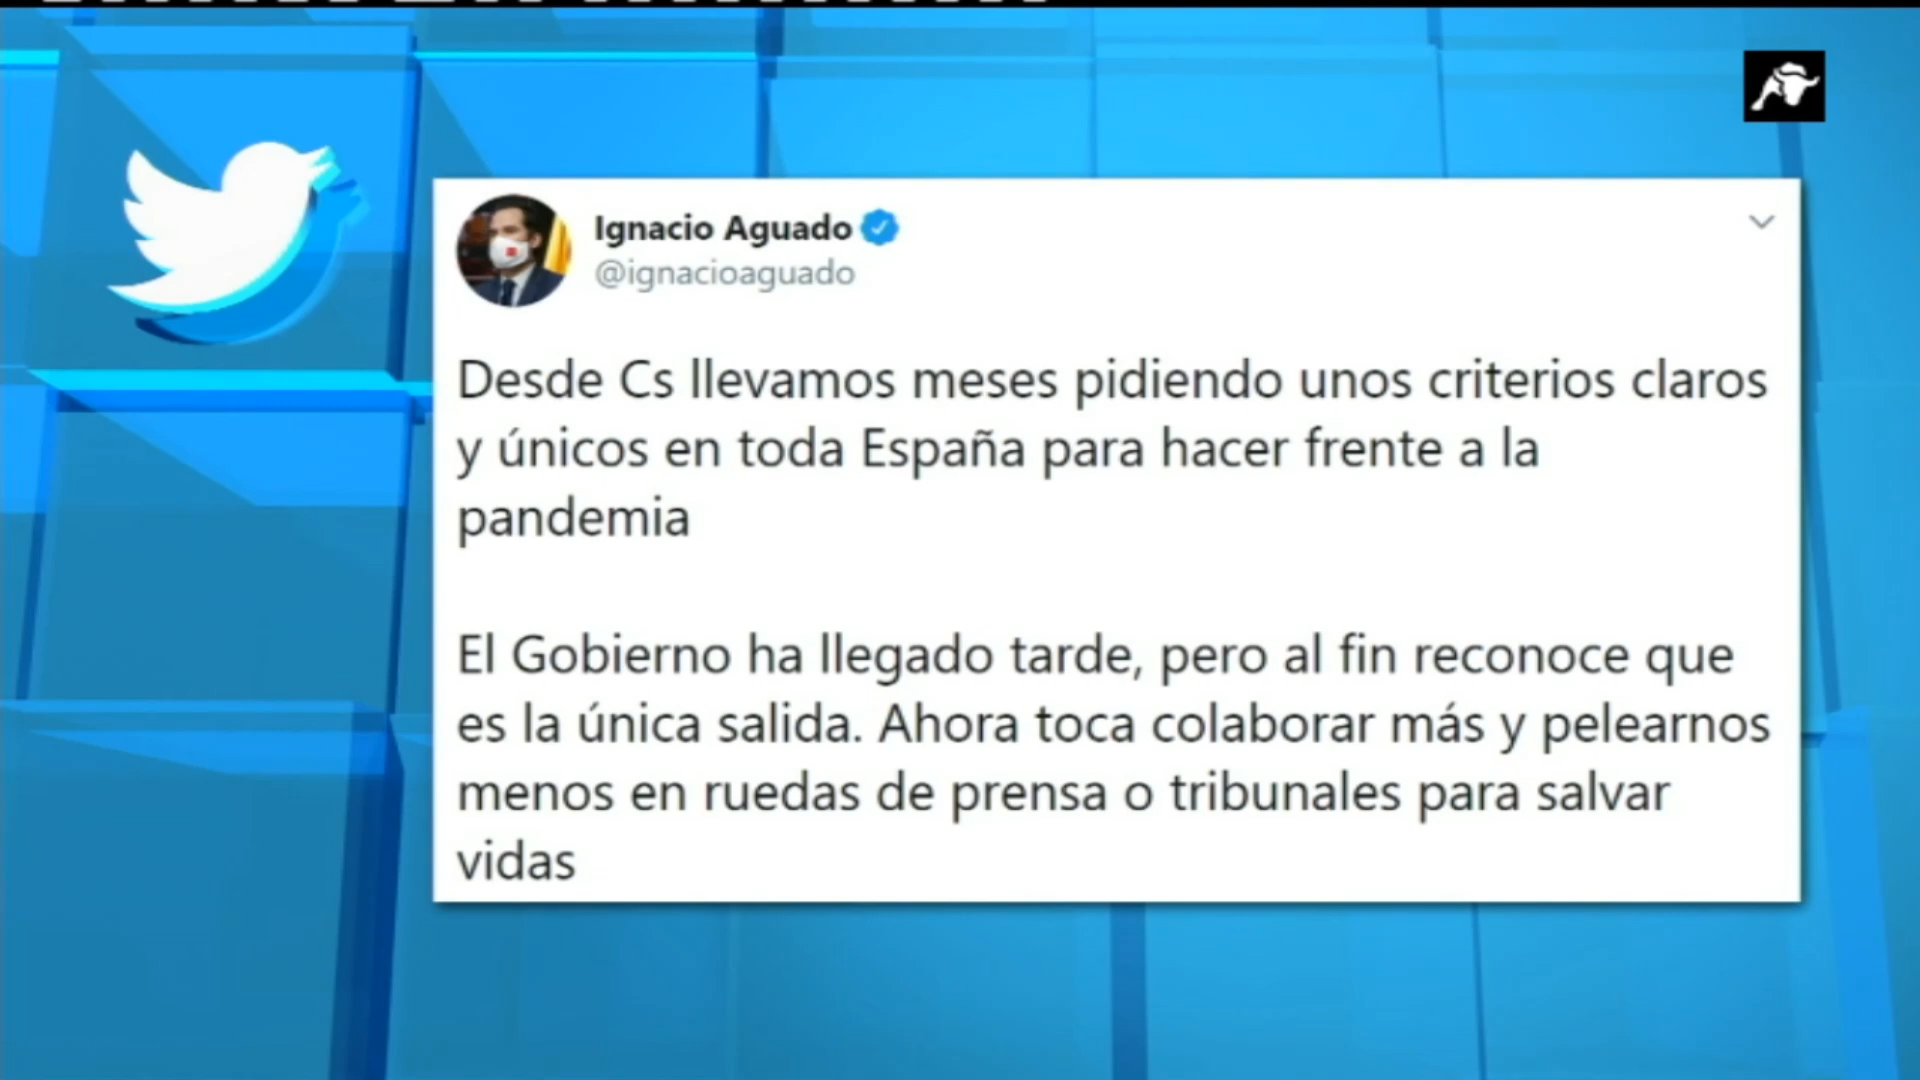 Ignacio Aguado
@ignacioaguado
Desde Cs llevamos meses pidiendo unos criterios claros
y únicos en toda España para hacer frente a la
pandemia
El Gobierno ha llegado tarde, pero al fin reconoce que
es la única salida. Ahora toca colaborar más y pelearnos
menos en ruedas de prensa o tribunales para salvar
vidas